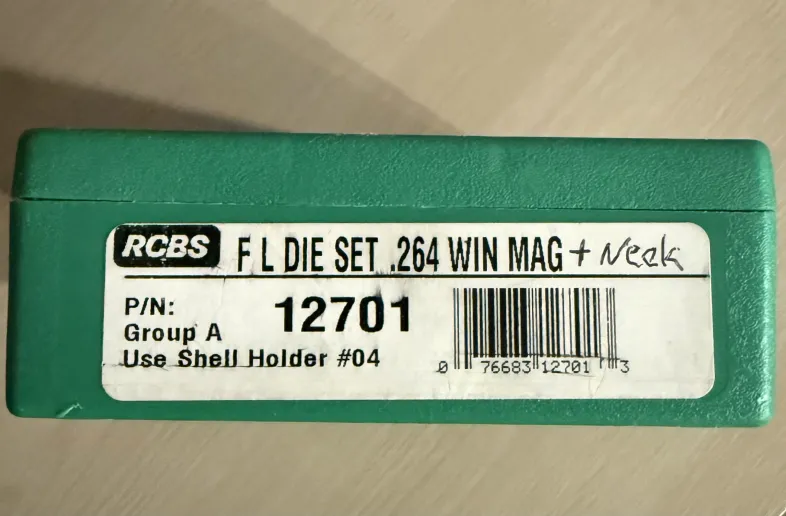 RCBS F L DIE SET .264 WIN MAG + Neck
P/N: 12701
Group A
Use Shell Holder #04
0 76683 12701 3